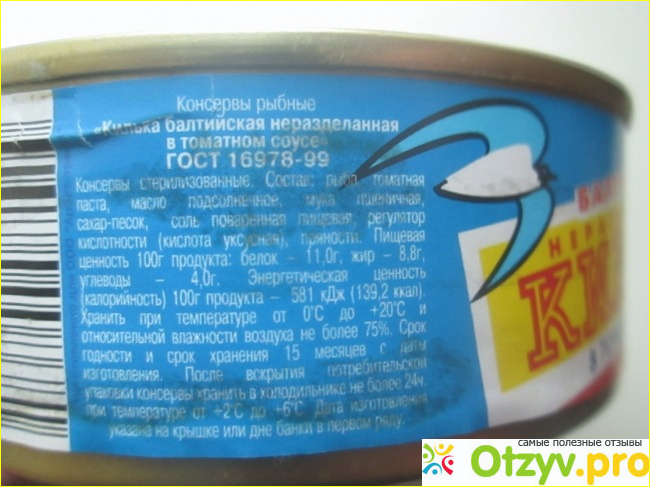 Консервы рыбные
«Килька балтийская неразделанная
в томатном соусе»
ГОСТ 16978-99
Консервы стерилизованные. Состав: рыба, томатная
паста, масло подсолнечное, мука пшеничная,
сахар-песок, соль поваренная пищевая, регулятор
кислотности (кислота уксусная), пряности. Пищевая
ценность 100г продукта: белок - 11,0г, жир - 8,8г,
углеводы - 4,0г. Энергетическая ценность
(калорийность) 100г продукта – 581 кДж (139,2 ккал).
Хранить при температуре от 0°С до +20°С и
относительной влажности воздуха не более 75%. Срок
годности и срок хранения 15 месяцев с даты
изготовления. После вскрытия потребительской
упаковки консервы хранить в холодильнике не более 24ч.
при температуре от +2°С до +6°С. Дата изготовления
указана на крышке или дне банки в первом ряду.
БАЛ
НЕРА
КИ
в то
самые полезные отзывы
Otzyv.pro